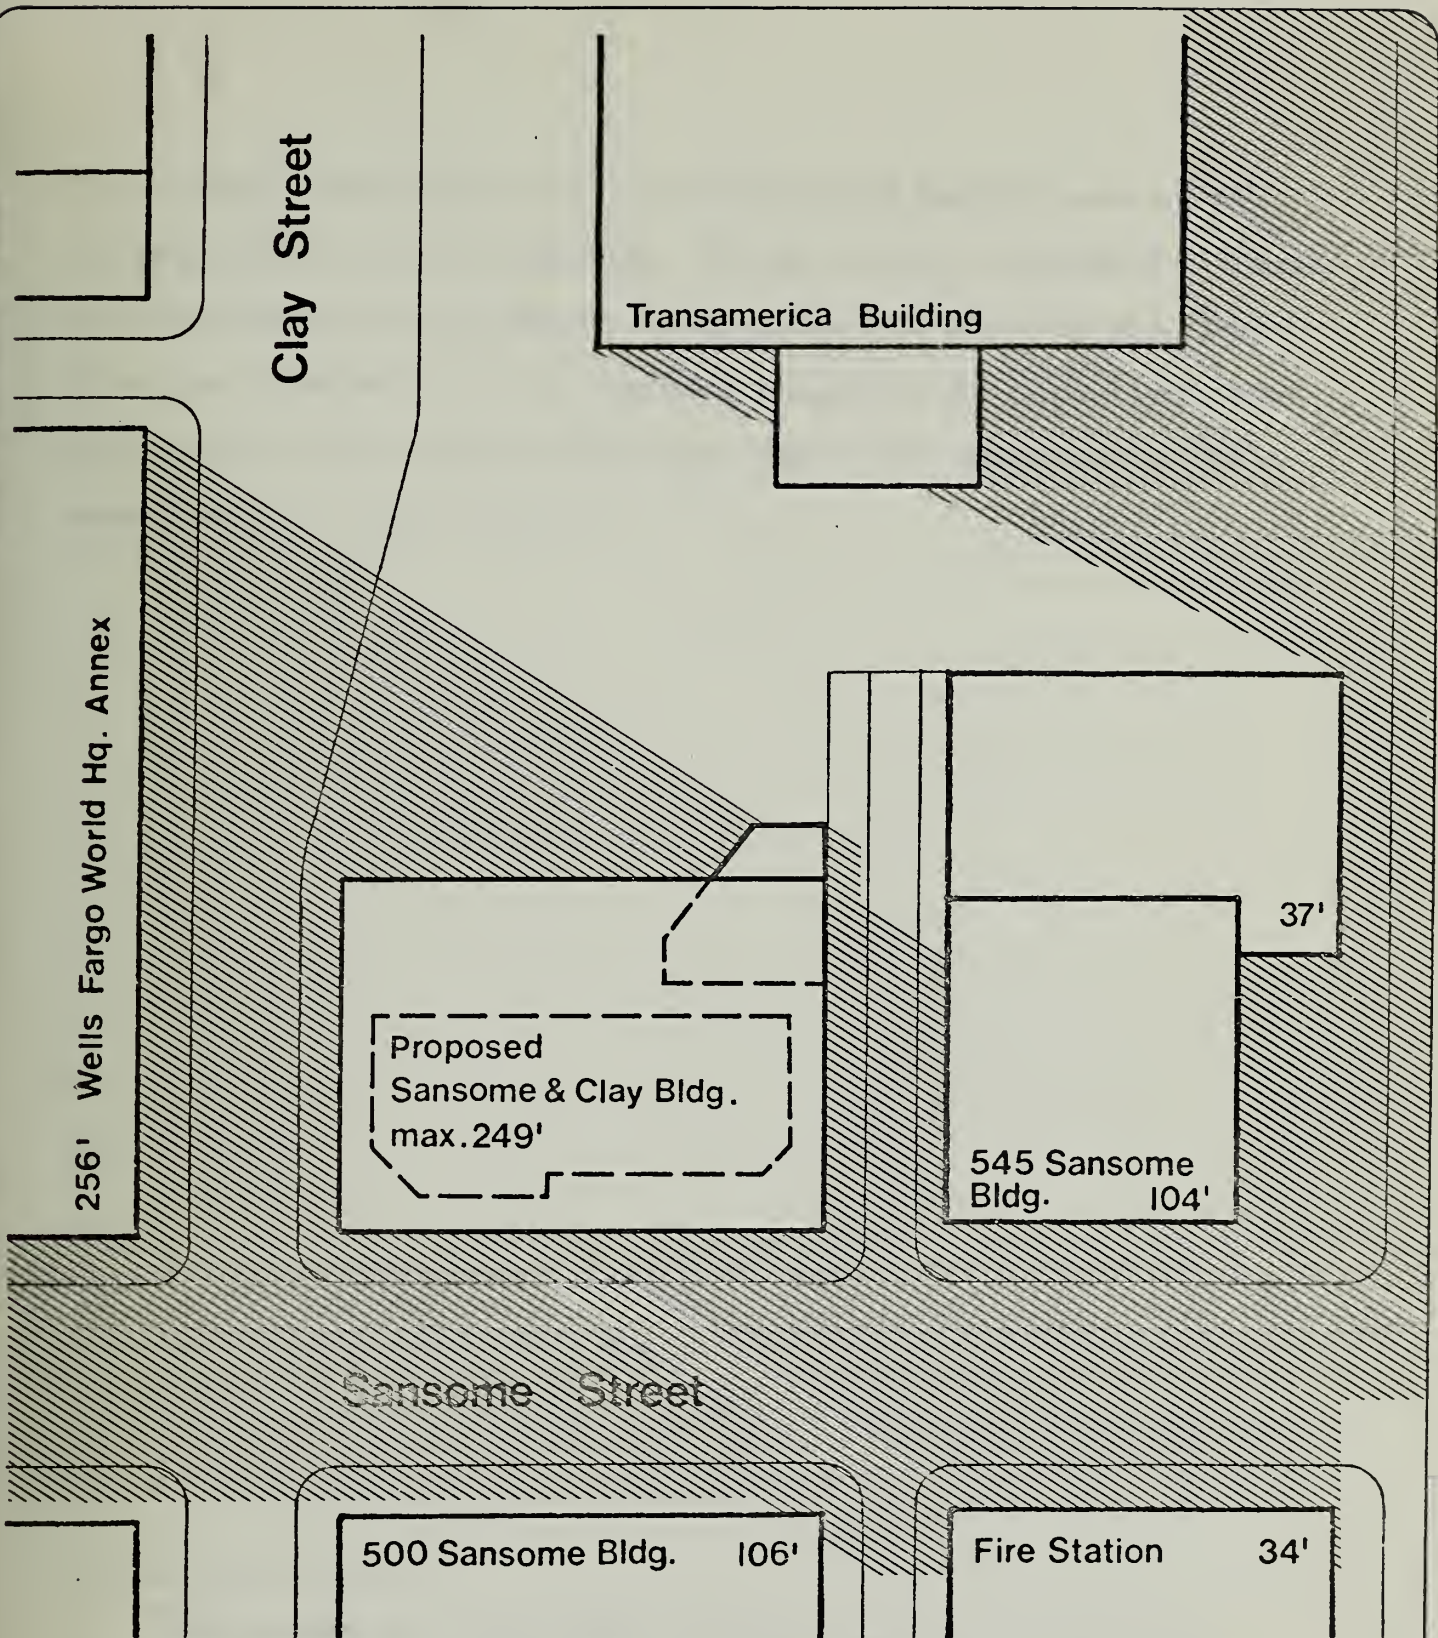 Clay Street
Transamerica Building
256' Wells Fargo World Hq. Annex
37'
Proposed
Sansome & Clay Bldg.
max. 249'
545 Sansome
Bldg. 104'
Sansome Street
500 Sansome Bldg. 106'
Fire Station 34'